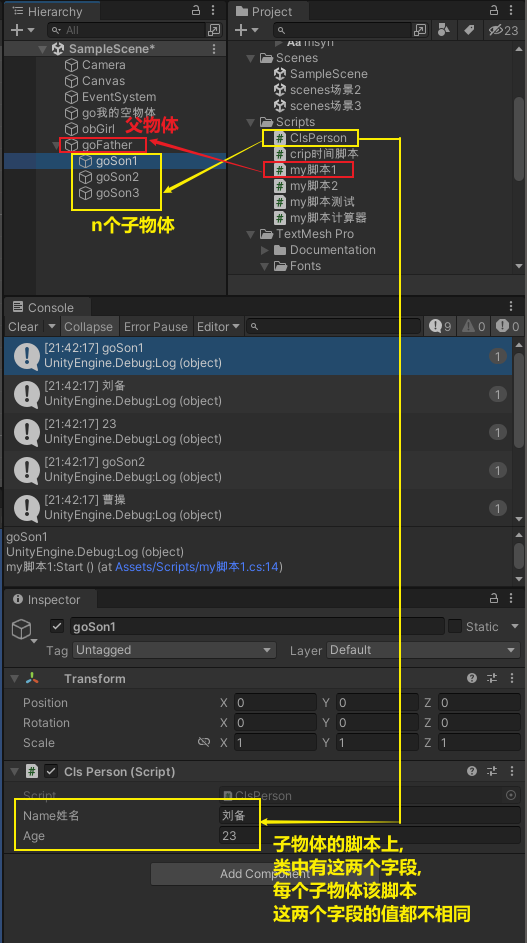 Hierarchy
All
SampleScene*
Camera
Canvas
EventSystem
go我的空物体
obGirl
父物体
goFather
goSon1
goSon2
goSon3
n个子物体
Project
23
msyh
Scenes
SampleScene
scenes场景2
scenes场景3
Scripts
ClsPerson
crip时间脚本
my脚本1
my脚本2
my脚本测试
my脚本计算器
TextMesh Pro
Documentation
Fonts
Console
Clear Collapse Error Pause Editor 9 0 0
[21:42:17] goSon1
UnityEngine.Debug:Log (object)
1
[21:42:17] 刘备
UnityEngine.Debug:Log (object)
1
[21:42:17] 23
UnityEngine.Debug:Log (object)
1
[21:42:17] goSon2
UnityEngine.Debug:Log (object)
1
[21:42:17] 曹操
UnityEngine.Debug:Log (object)
1
goSon1
UnityEngine.Debug:Log (object)
my脚本1:Start () (at Assets/Scripts/my脚本1.cs:14)
Inspector
goSon1 Static
Tag Untagged Layer Default
Transform
Position X 0 Y 0 Z 0
Rotation X 0 Y 0 Z 0
Scale X 1 Y 1 Z 1
Cls Person (Script)
Script ClsPerson
Name姓名 刘备
Age 23
Add Component
子物体的脚本上,
类中有这两个字段,
每个子物体该脚本
这两个字段的值都不相同